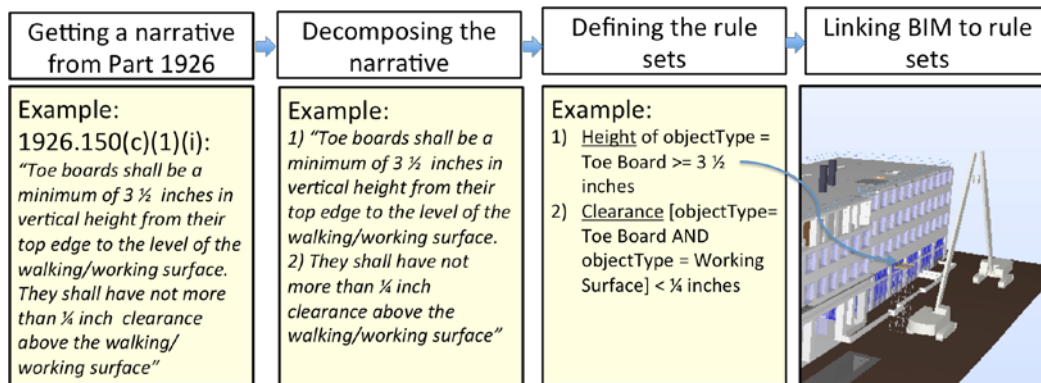 Getting a narrative
from Part 1926
Decomposing the
narrative
Defining the rule
sets
Linking BIM to rule
sets
Example:
1926.150(c)(1)(i):
“Toe boards shall be a
minimum of 3 ½ inches in
vertical height from their
top edge to the level of the
walking/working surface.
They shall have not more
than ¼ inch clearance
above the walking/
working surface”
Example:
1) “Toe boards shall be a
minimum of 3 ½ inches in
vertical height from their
top edge to the level of the
walking/working surface.
2) They shall have not
more than ¼ inch
clearance above the
walking/working surface”
Example:
1) Height of objectType =
Toe Board >= 3 ½
inches
2) Clearance [objectType=
Toe Board AND
objectType = Working
Surface] < ¼ inches